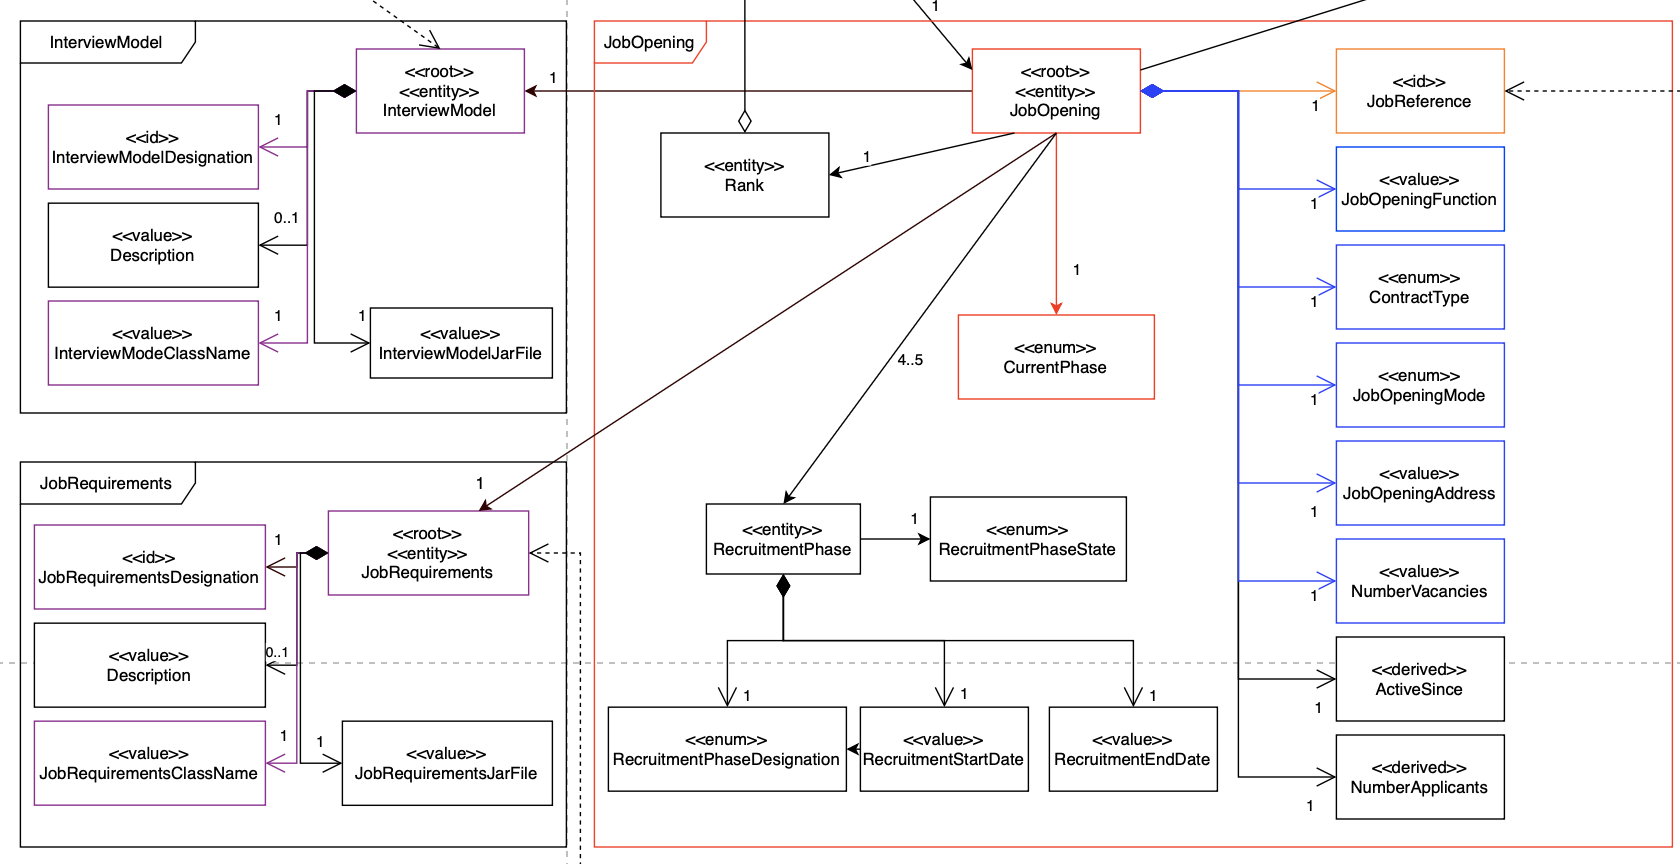 InterviewModel
<<root>>
<<entity>>
InterviewModel
<<id>>
InterviewModelDesignation
1
<<value>>
Description
0..1
<<value>>
InterviewModeClassName
1
1
<<value>>
InterviewModelJarFile
JobRequirements
<<root>>
<<entity>>
JobRequirements
1
<<id>>
JobRequirementsDesignation
1
<<value>>
Description
0..1
<<value>>
JobRequirementsClassName
1
1
<<value>>
JobRequirementsJarFile
JobOpening
1
1
<<root>>
<<entity>>
JobOpening
<<entity>>
Rank
1
1
<<enum>>
CurrentPhase
4..5
<<entity>>
RecruitmentPhase
1
<<enum>>
RecruitmentPhaseState
1
<<enum>>
RecruitmentPhaseDesignation
1
<<value>>
RecruitmentStartDate
1
<<value>>
RecruitmentEndDate
<<id>>
JobReference
1
<<value>>
JobOpeningFunction
1
<<enum>>
ContractType
1
<<enum>>
JobOpeningMode
1
<<value>>
JobOpeningAddress
1
<<value>>
NumberVacancies
1
<<derived>>
ActiveSince
1
<<derived>>
NumberApplicants
1